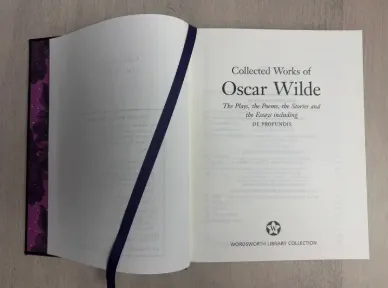 Collected Works of
Oscar Wilde
The Plays, the Poems, the Stories and
the Essays including
DE PROFUNDIS
W
WORDSWORTH LIBRARY COLLECTION